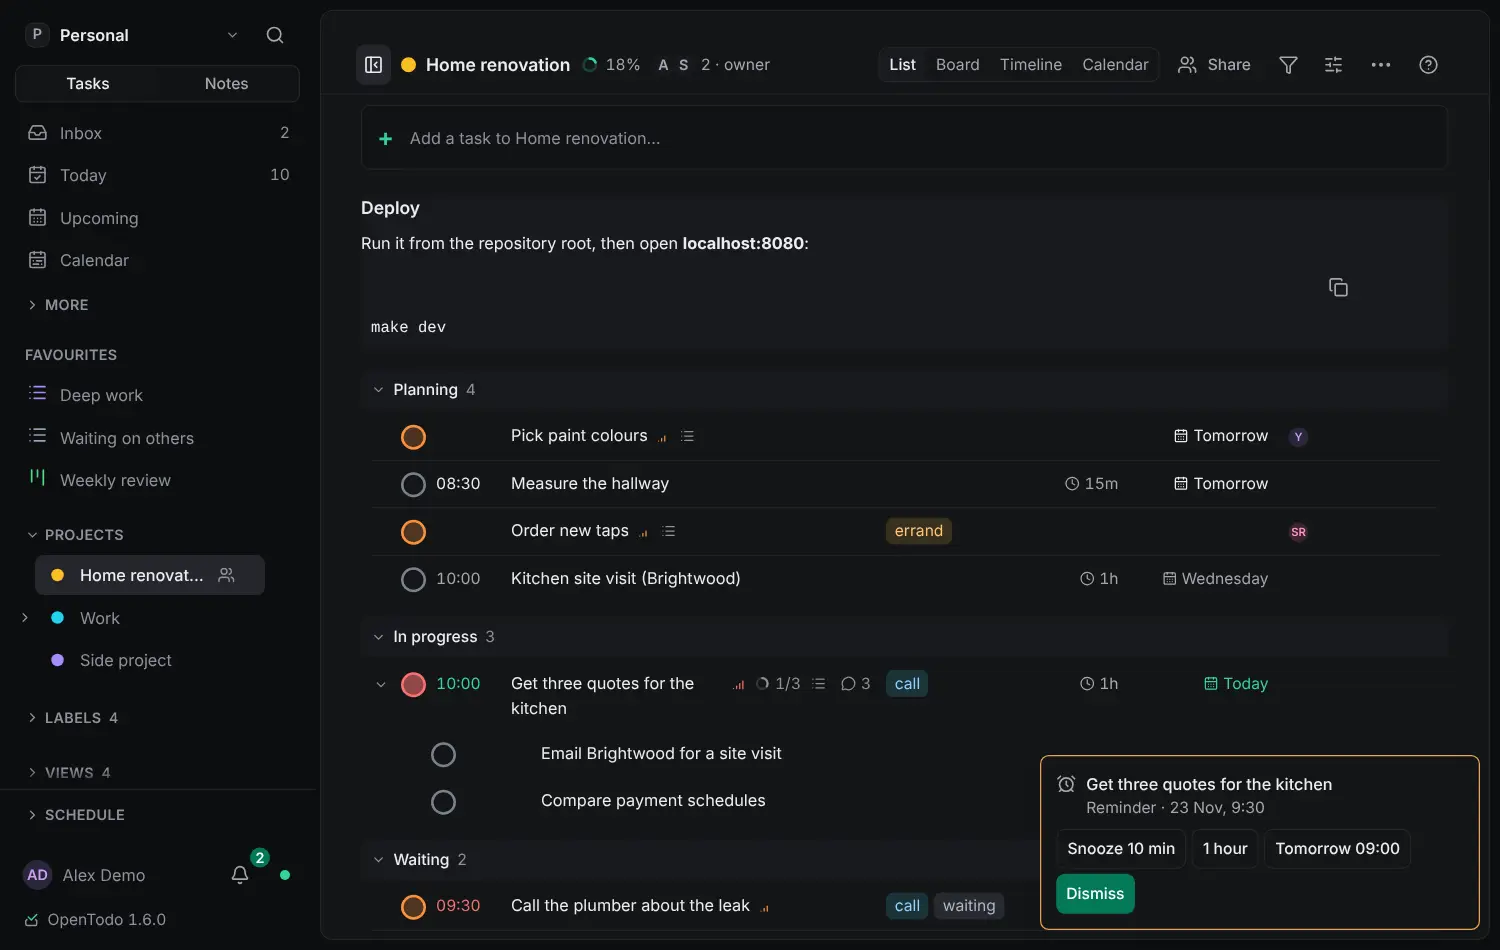 P Personal
Tasks Notes
Inbox 2
Today 10
Upcoming
Calendar
MORE
FAVOURITES
Deep work
Waiting on others
Weekly review
PROJECTS
Home renovat...
Work
Side project
LABELS 4
VIEWS 4
SCHEDULE
AD Alex Demo 2
OpenTodo 1.6.0
Home renovation 18% A S 2 · owner List Board Timeline Calendar Share
Add a task to Home renovation...
Deploy
Run it from the repository root, then open localhost:8080:
make dev
Planning 4
Pick paint colours Tomorrow Y
08:30 Measure the hallway 15m Tomorrow
Order new taps errand SR
10:00 Kitchen site visit (Brightwood) 1h Wednesday
In progress 3
10:00 Get three quotes for the 1/3 3 call 1h Today
kitchen
Email Brightwood for a site visit
Compare payment schedules
Waiting 2
09:30 Call the plumber about the leak call waiting
Get three quotes for the kitchen
Reminder · 23 Nov, 9:30
Snooze 10 min 1 hour Tomorrow 09:00
Dismiss